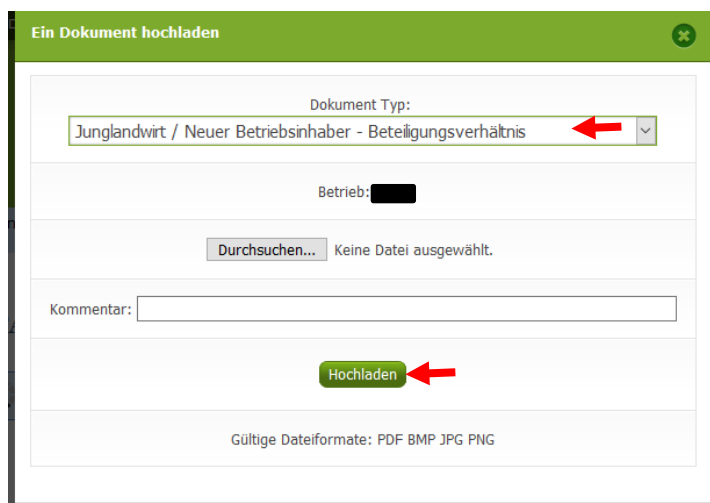 Ein Dokument hochladen
Dokument Typ:
Junglandwirt / Neuer Betriebsinhaber - Beteiligungsverhältnis
Betrieb:
Durchsuchen... Keine Datei ausgewählt.
Kommentar:
Hochladen
Gültige Dateiformate: PDF BMP JPG PNG